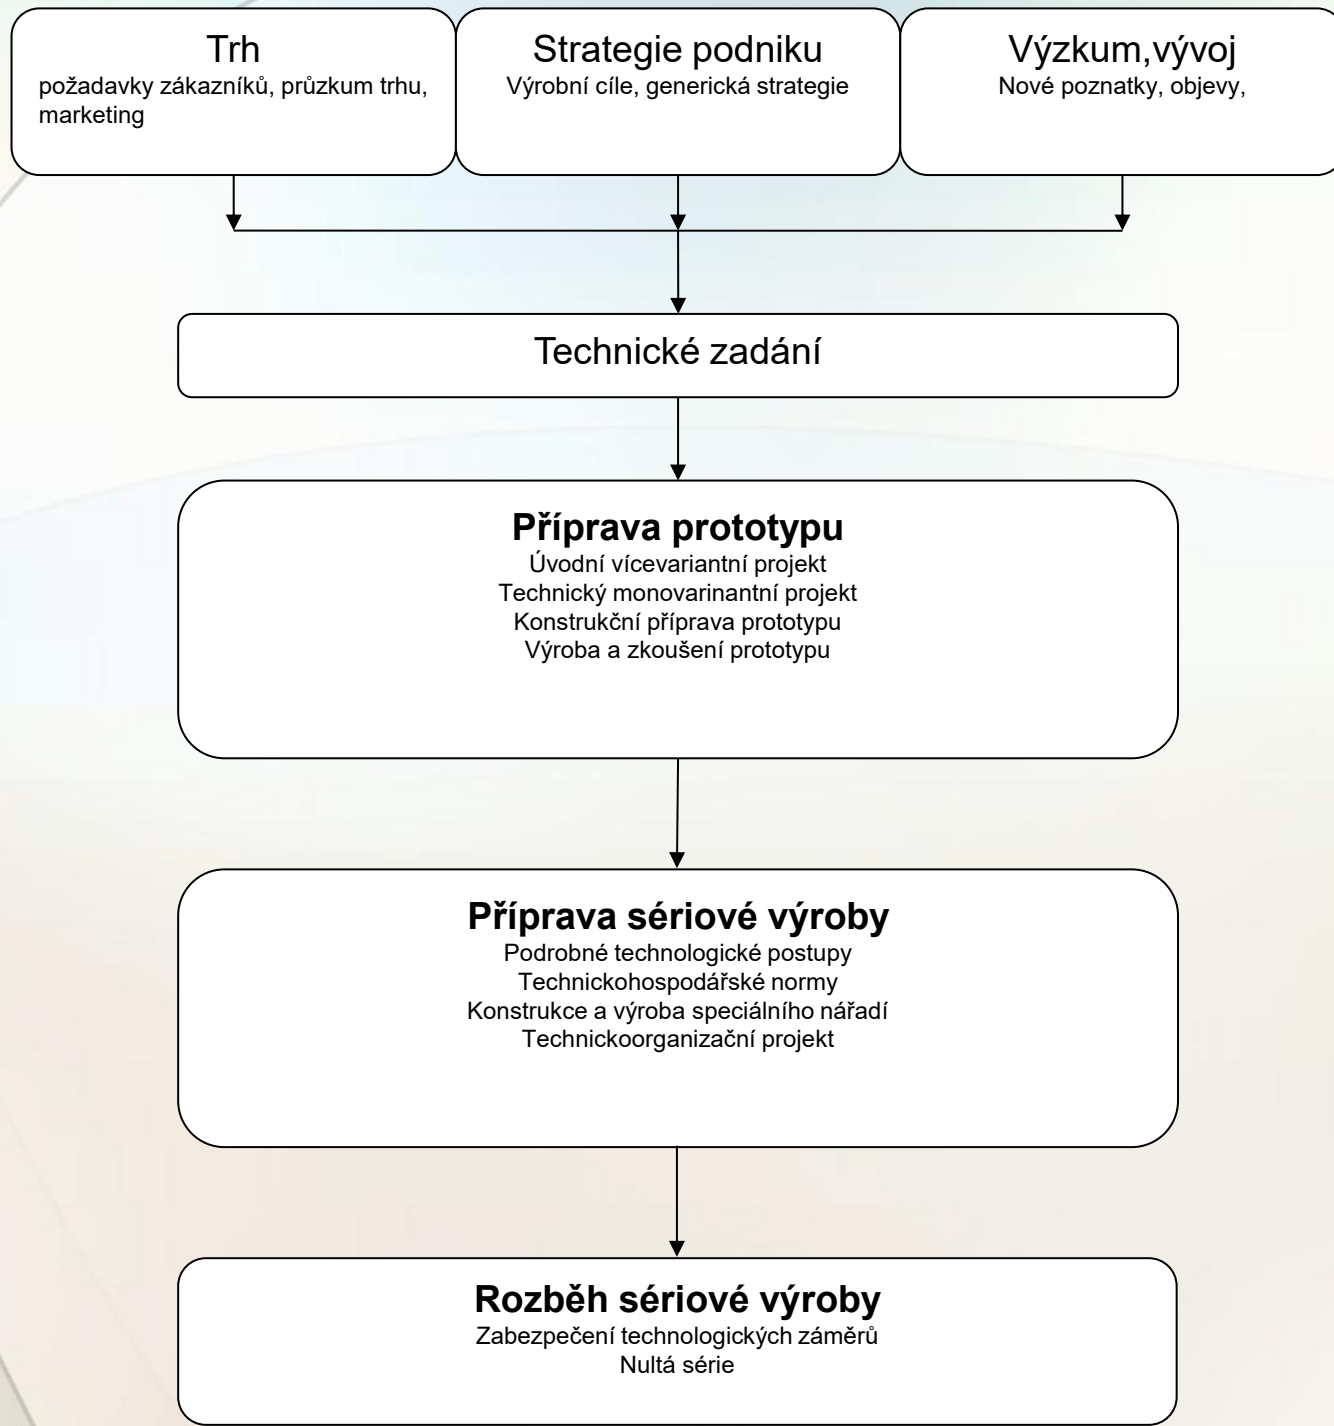 Trh
požadavky zákazníků, průzkum trhu,
marketing
Strategie podniku
Výrobní cíle, generická strategie
Výzkum,vývoj
Nové poznatky, objevy,
Technické zadání
Příprava prototypu
Úvodní vícevariantní projekt
Technický monovarinantní projekt
Konstrukční příprava prototypu
Výroba a zkoušení prototypu
Příprava sériové výroby
Podrobné technologické postupy
Technickohospodářské normy
Konstrukce a výroba speciálního nářadí
Technickoorganizační projekt
Rozběh sériové výroby
Zabezpečení technologických záměrů
Nultá série